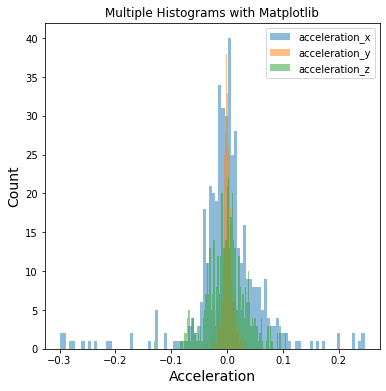 Multiple Histograms with Matplotlib
acceleration_x
acceleration_y
acceleration_z
Count
40
35
30
25
20
15
10
5
0
−0.3
−0.2
−0.1
0.0
0.1
0.2
Acceleration